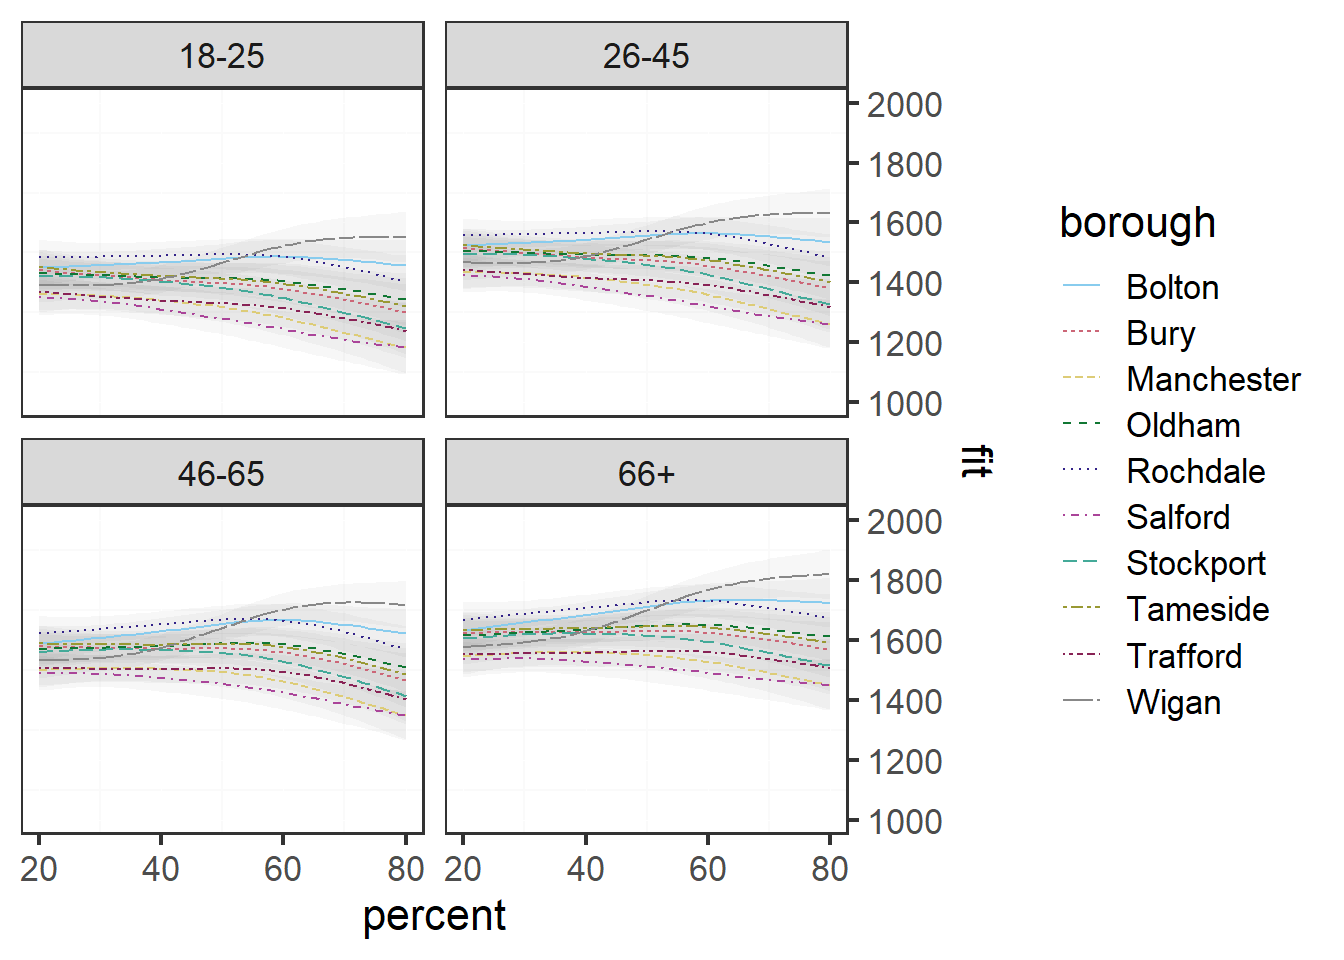 18-25
26-45
2000
1800
1600
1400
1200
1000
46-65
66+
2000
1800
1600
1400
1200
1000
20 40 60 80 20 40 60 80
percent
fit
borough
Bolton
Bury
Manchester
Oldham
Rochdale
Salford
Stockport
Tameside
Trafford
Wigan